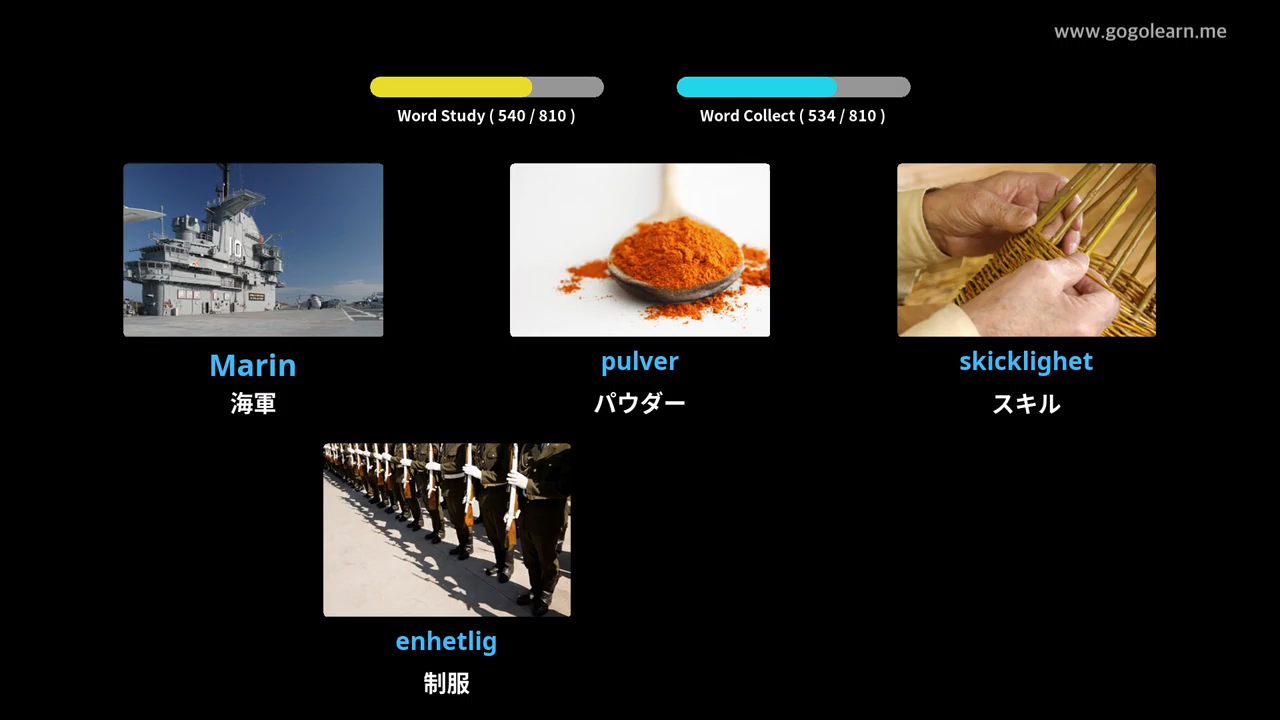 www.gogolearn.me
Word Study ( 540 / 810 )
Word Collect ( 534 / 810 )
Marin
海軍
pulver
パウダー
skicklighet
スキル
enhetlig
制服